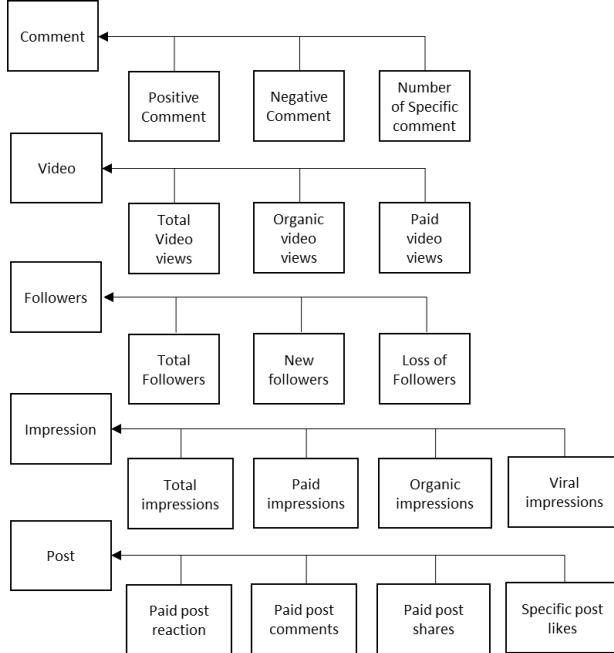 Comment
Positive
Comment
Negative
Comment
Number
of Specific
comment
Video
Total
Video
views
Organic
video
views
Paid
video
views
Followers
Total
Followers
New
followers
Loss of
Followers
Impression
Total
impressions
Paid
impressions
Organic
impressions
Viral
impressions
Post
Paid post
reaction
Paid post
comments
Paid post
shares
Specific post
likes